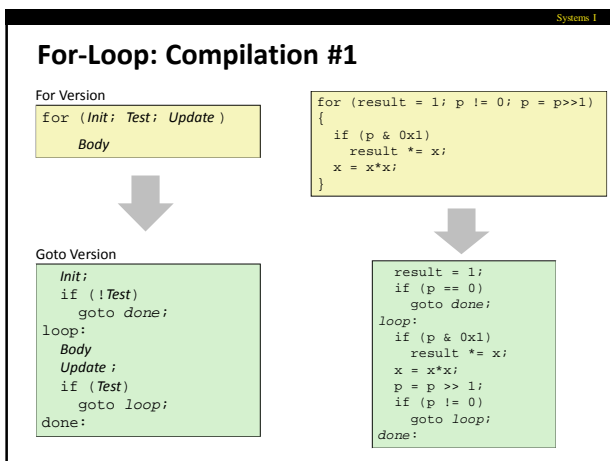 Systems I
For-Loop: Compilation #1
For Version
for (Init; Test; Update )
Body
Goto Version
Init;
if (!Test)
goto done;
loop:
Body
Update ;
if (Test)
goto loop;
done:
for (result = 1; p != 0; p = p>>1)
{
if (p & 0x1)
result *= x;
x = x*x;
}
result = 1;
if (p == 0)
goto done;
loop:
if (p & 0x1)
result *= x;
x = x*x;
p = p >> 1;
if (p != 0)
goto loop;
done: